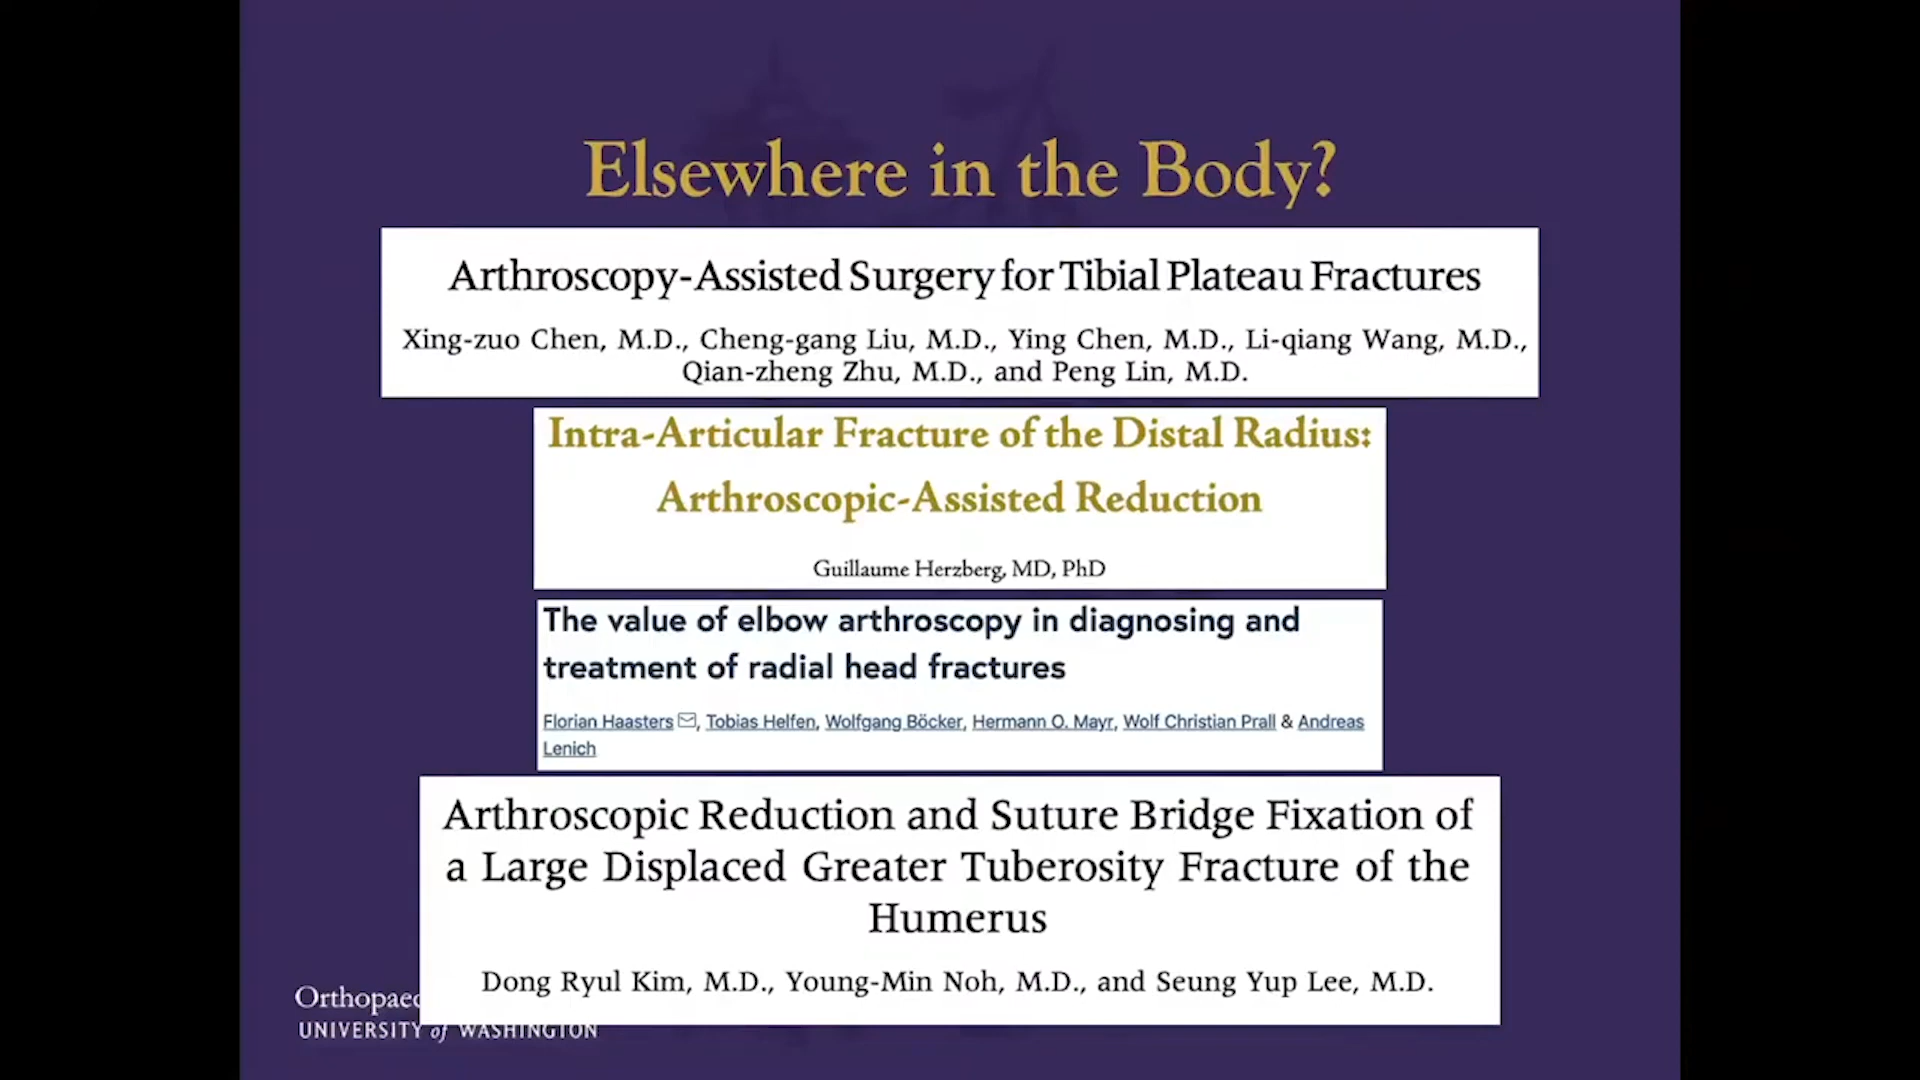 Elsewhere in the Body?
Arthroscopy-Assisted Surgery for Tibial Plateau Fractures
Xing-zuo Chen, M.D., Cheng-gang Liu, M.D., Ying Chen, M.D., Li-qiang Wang, M.D.,
Qian-zheng Zhu, M.D., and Peng Lin, M.D.
Intra-Articular Fracture of the Distal Radius:
Arthroscopic-Assisted Reduction
Guillaume Herzberg, MD, PhD
The value of elbow arthroscopy in diagnosing and
treatment of radial head fractures
Florian Haasters, Tobias Helfen, Wolfgang Böcker, Hermann O. Mayr, Wolf Christian Prall & Andreas
Lenich
Arthroscopic Reduction and Suture Bridge Fixation of
a Large Displaced Greater Tuberosity Fracture of the
Humerus
Dong Ryul Kim, M.D., Young-Min Noh, M.D., and Seung Yup Lee, M.D.
Orthopaed
UNIVERSITY of WASHINGTON